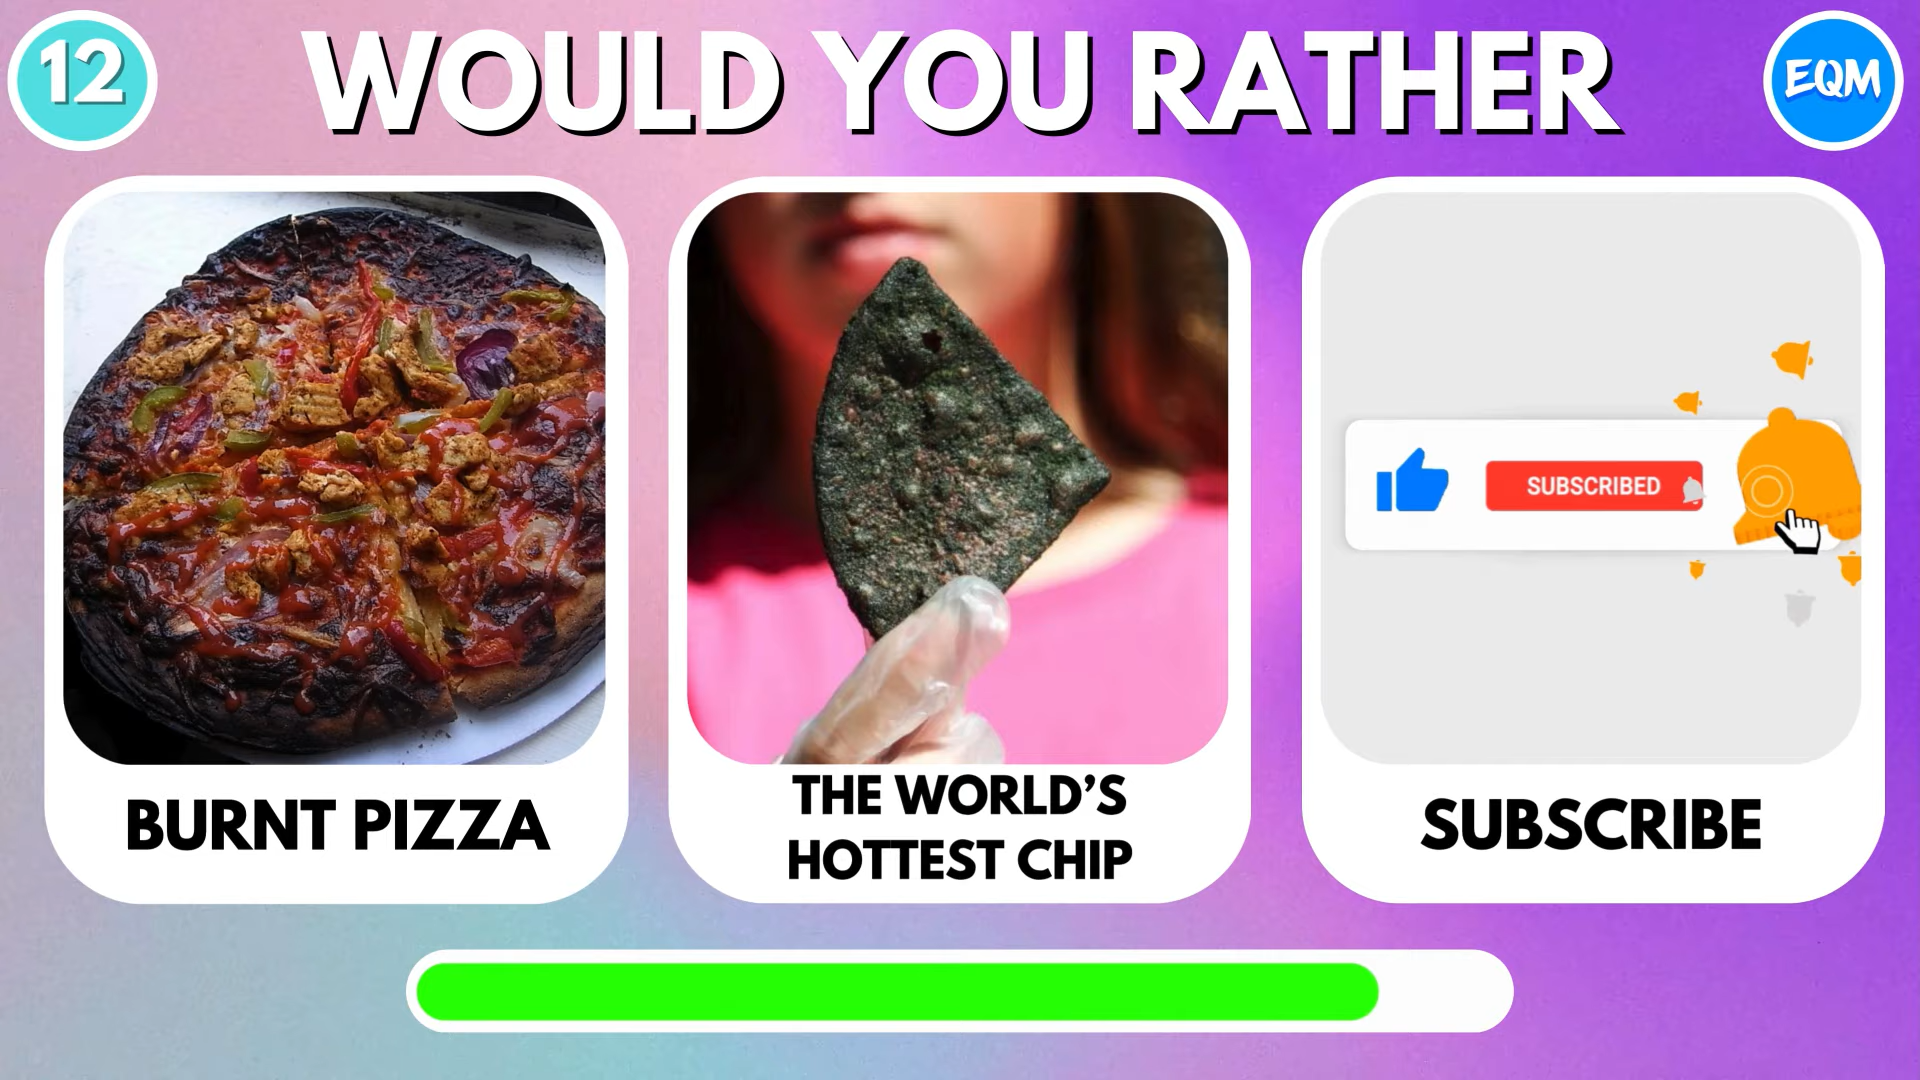 12
WOULD YOU RATHER
EQM
SUBSCRIBED
BURNT PIZZA
THE WORLD'S
HOTTEST CHIP
SUBSCRIBE